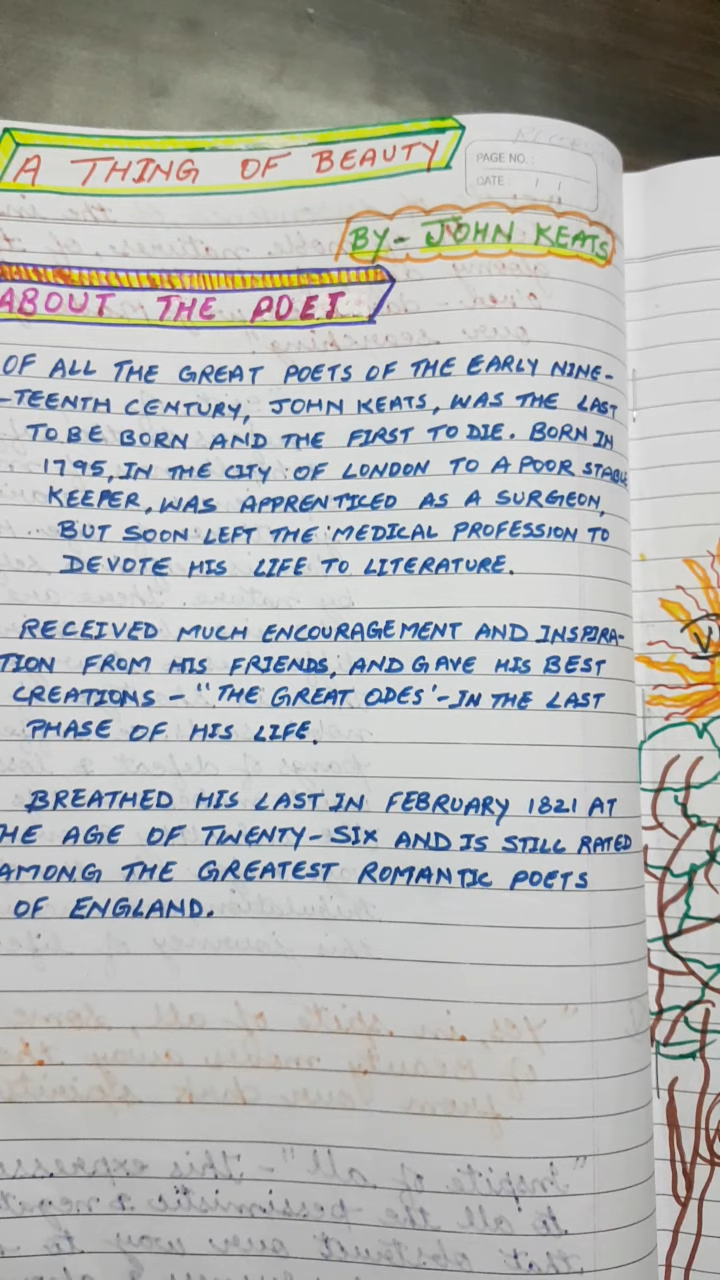 A THING OF BEAUTY
PAGE NO. :
DATE : / /
BY - JOHN KEATS
ABOUT THE POET
OF ALL THE GREAT POETS OF THE EARLY NINE-
-TEENTH CENTURY, JOHN KEATS, WAS THE LAST
TO BE BORN AND THE FIRST TO DIE. BORN IN
1795, IN THE CITY OF LONDON TO A POOR STABLE
KEEPER, WAS APPRENTICED AS A SURGEON,
BUT SOON LEFT THE MEDICAL PROFESSION TO
DEVOTE HIS LIFE TO LITERATURE.
RECEIVED MUCH ENCOURAGEMENT AND INSPIRA-
TION FROM HIS FRIENDS, AND GAVE HIS BEST
CREATIONS - "THE GREAT ODES' - IN THE LAST
PHASE OF HIS LIFE.
BREATHED HIS LAST IN FEBRUARY 1821 AT
HE AGE OF TWENTY-SIX AND IS STILL RATED
AMONG THE GREATEST ROMANTIC POETS
OF ENGLAND.